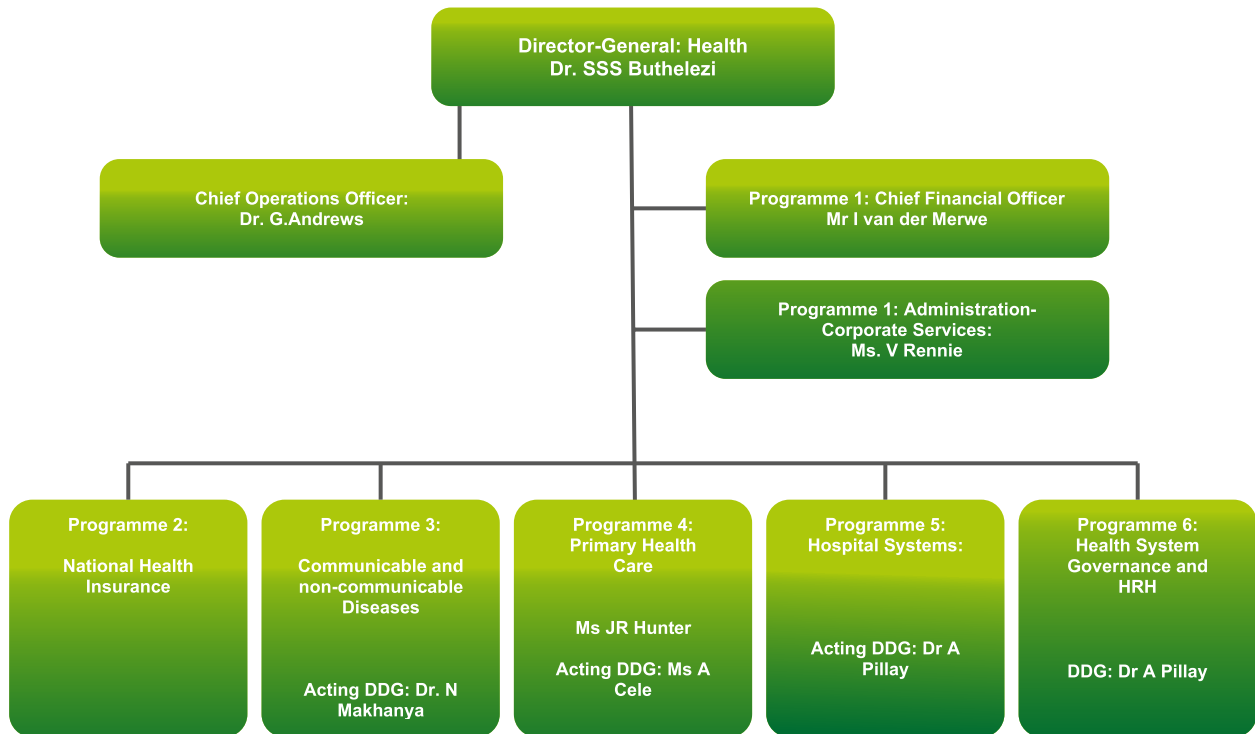 Director-General: Health
Dr. SSS Buthelezi
Chief Operations Officer:
Dr. G.Andrews
Programme 1: Chief Financial Officer
Mr I van der Merwe
Programme 1: Administration-
Corporate Services:
Ms. V Rennie
Programme 2:
National Health
Insurance
Programme 3:
Communicable and
non-communicable
Diseases
Acting DDG: Dr. N
Makhanya
Programme 4:
Primary Health
Care
Ms JR Hunter
Acting DDG: Ms A
Cele
Programme 5:
Hospital Systems:
Acting DDG: Dr A
Pillay
Programme 6:
Health System
Governance and
HRH
DDG: Dr A Pillay